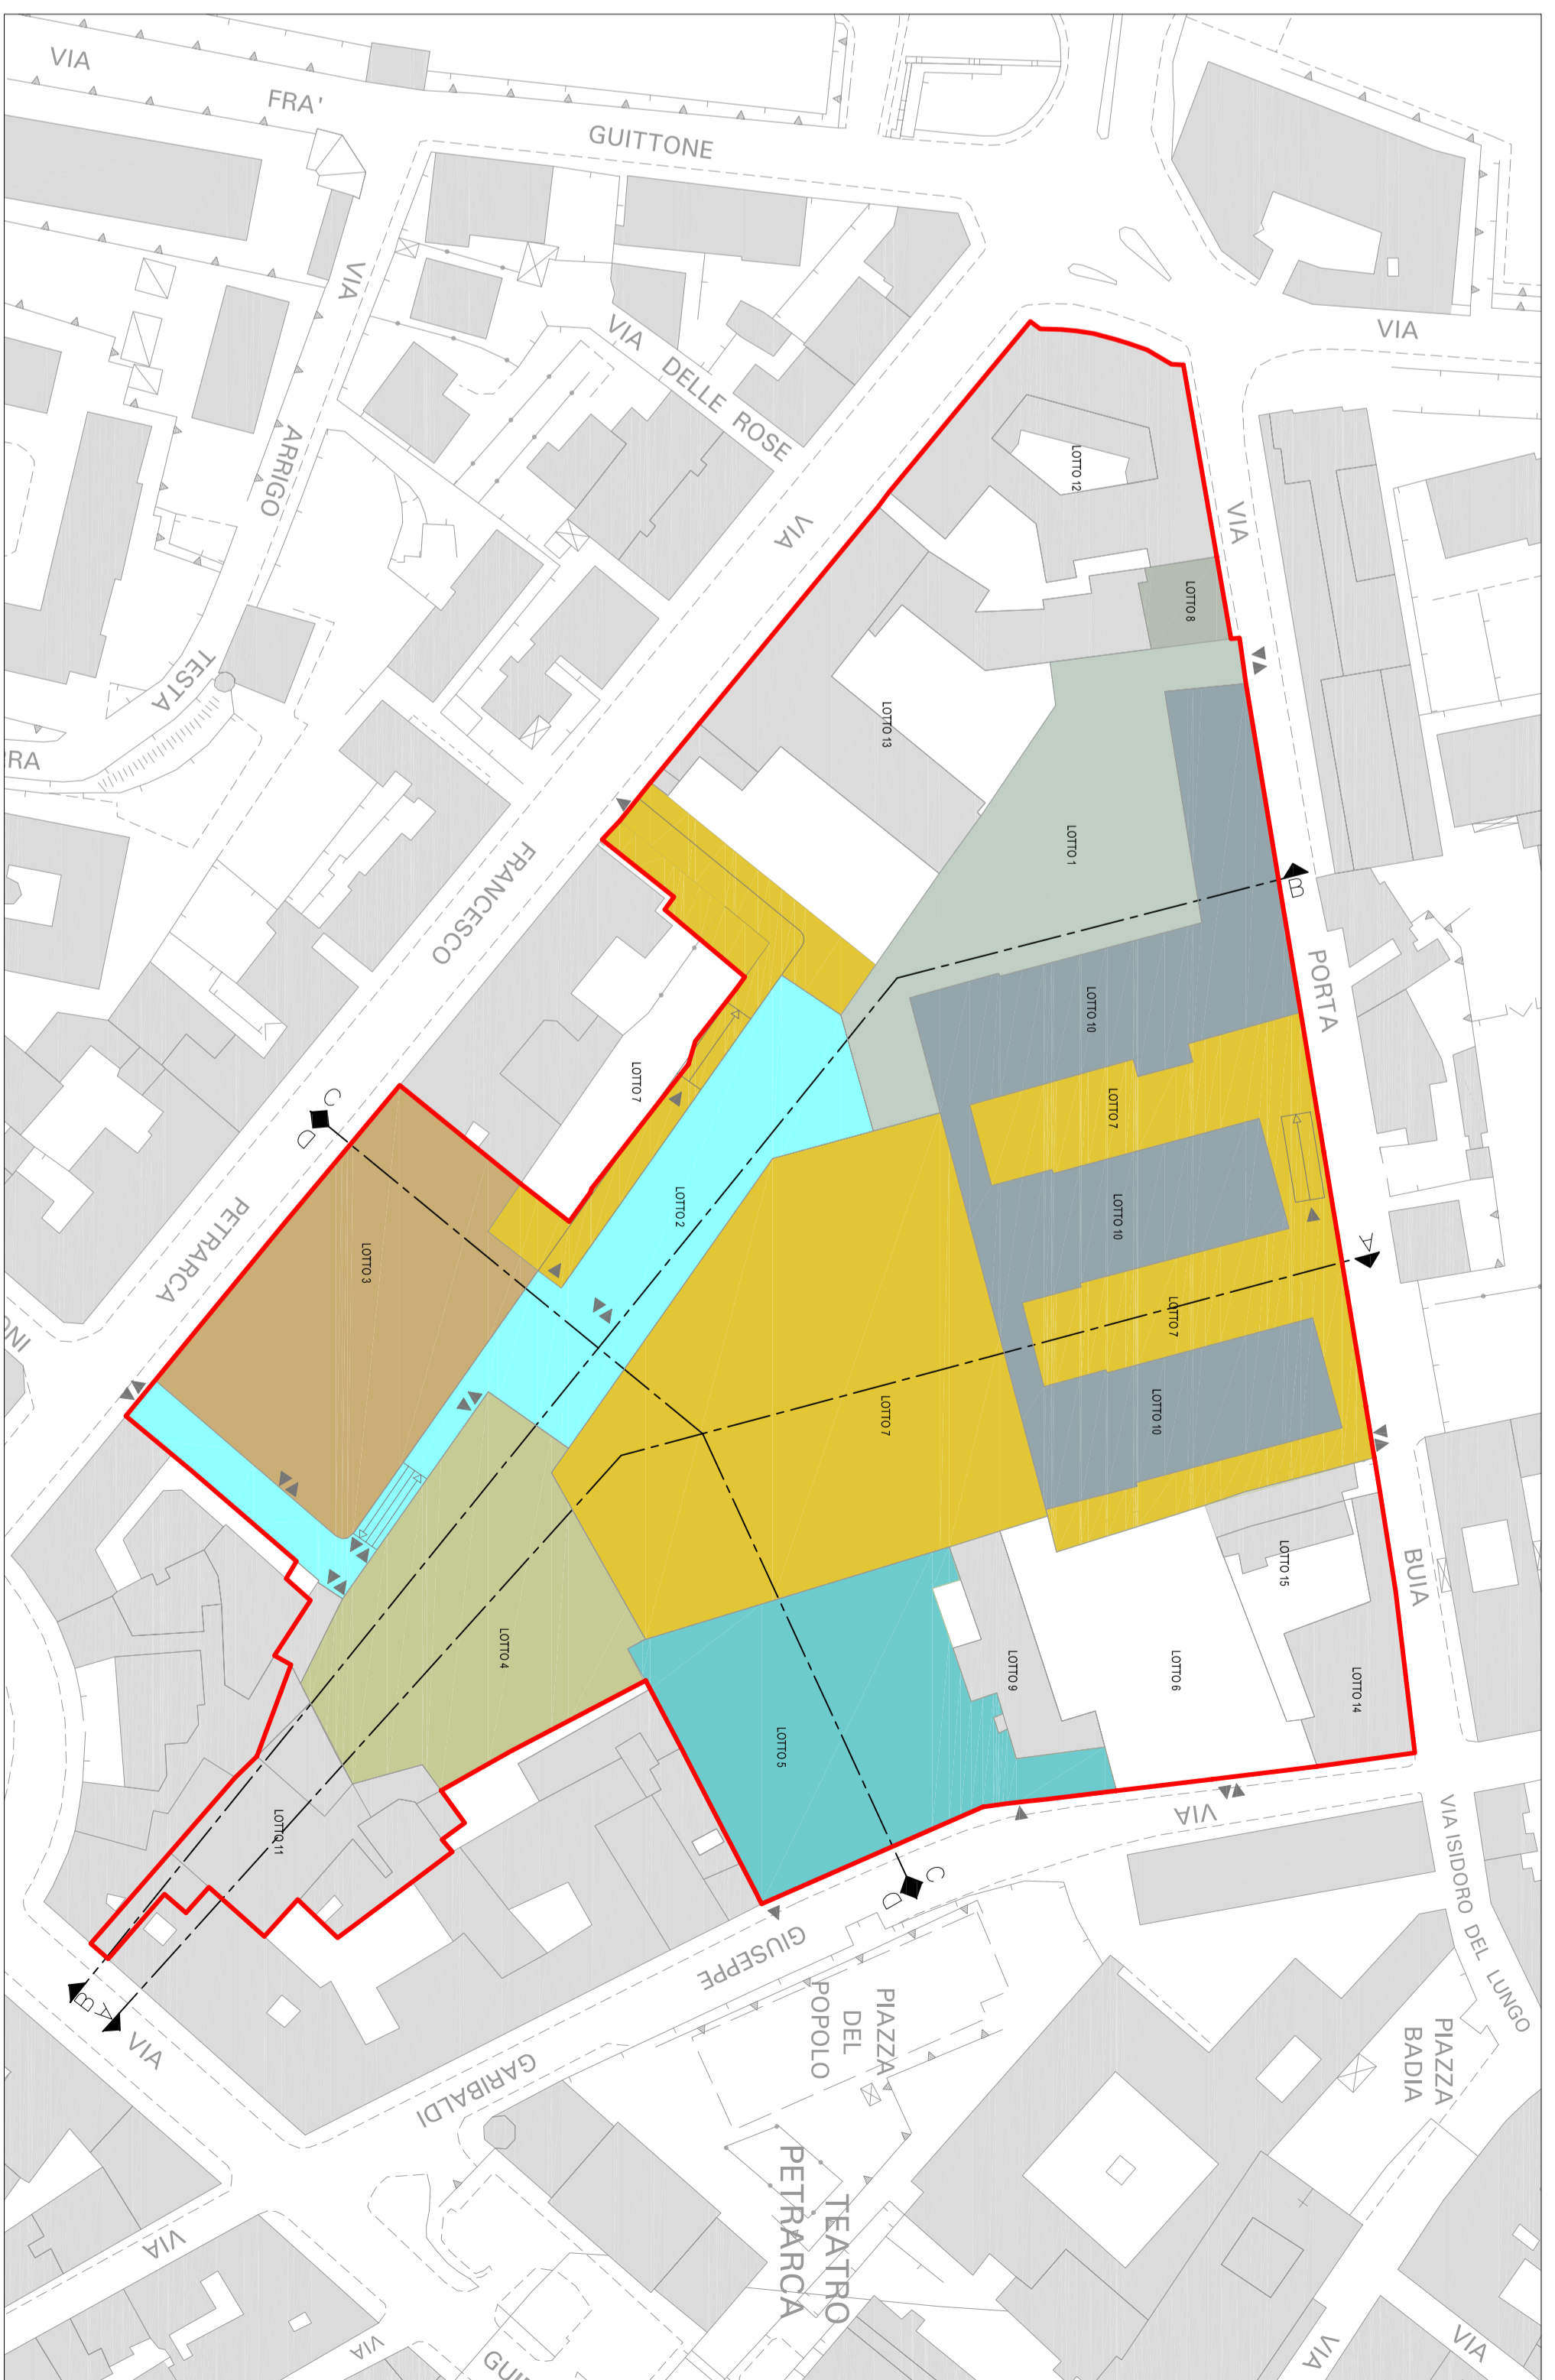 VIA
FRA'
GUITTONE
VIA
ARRIGO
TESTA
VIA
DELLE ROSE
VIA
FRANCESCO
PETRARCA
VIA
VIA
PORTA
BUIA
VIA ISIDORO DEL LUNGO
VIA
GIUSEPPE
GARIBALDI
PIAZZA
DEL
POPOLO
PIAZZA
BADIA
TEATRO
PETRARCA
VIA
VIA
VIA
VIA
VIA
LOTTO 12
LOTTO 8
LOTTO 13
LOTTO 1
LOTTO 10
LOTTO 7
LOTTO 7
LOTTO 10
LOTTO 2
LOTTO 3
LOTTO 7
LOTTO 10
LOTTO 7
LOTTO 15
LOTTO 14
LOTTO 9
LOTTO 6
LOTTO 4
LOTTO 5
LOTTO 11
B
A
C
D
C
D
B
A